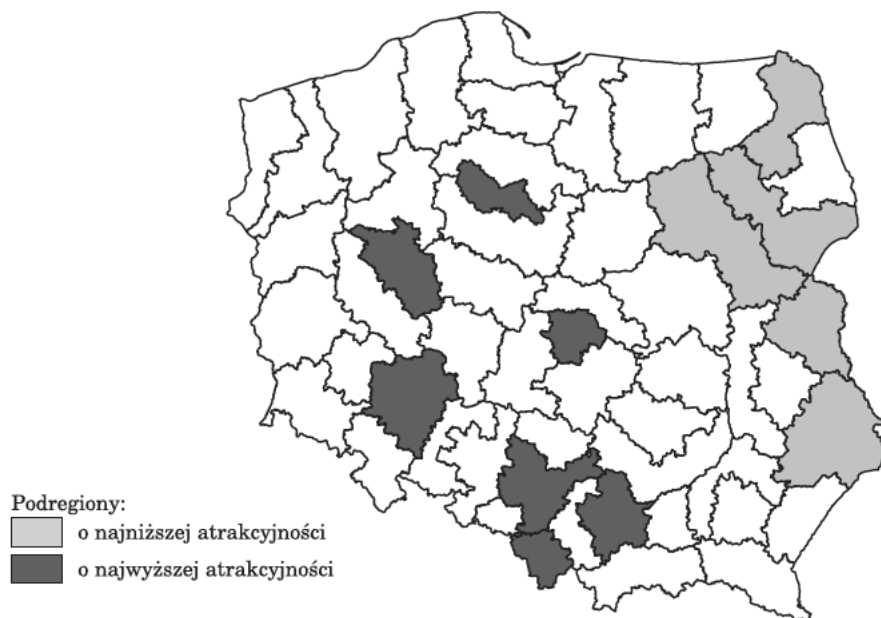 Podregiony:
o najniższej atrakcyjności
o najwyższej atrakcyjności